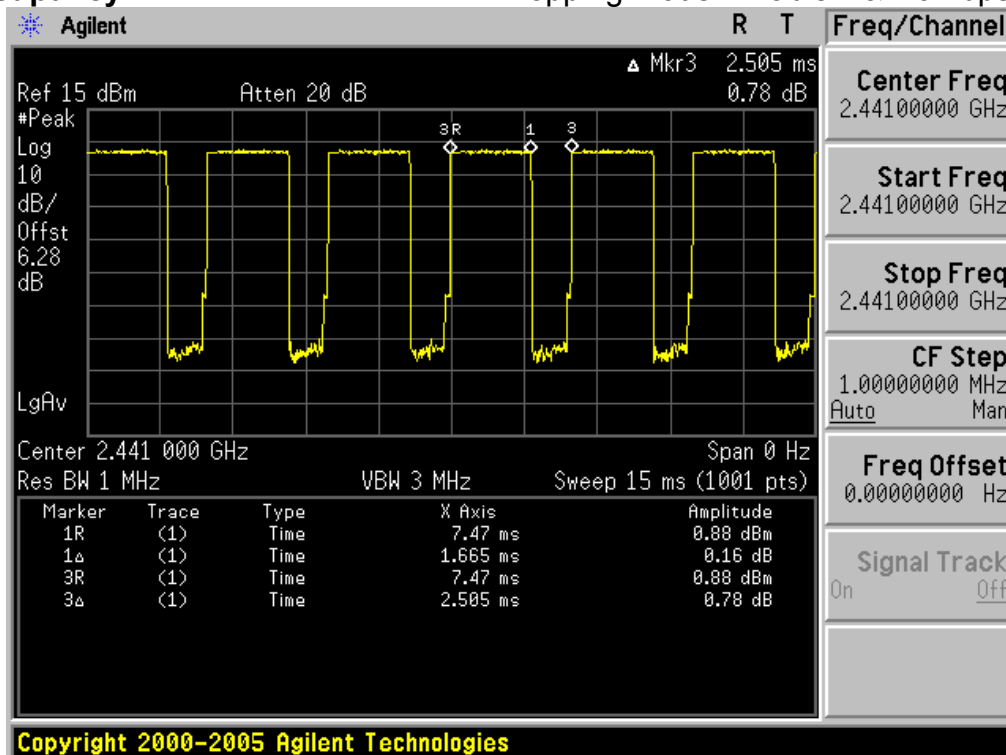 Agilent R T Freq/Channel
▵ Mkr3 2.505 ms
Ref 15 dBm Atten 20 dB 0.78 dB
#Peak
Log
10
dB/
Offst
6.28
dB
3R 1 3
LgAv
Center 2.441 000 GHz Span 0 Hz
Res BW 1 MHz VBW 3 MHz Sweep 15 ms (1001 pts)
Marker Trace Type X Axis Amplitude
1R (1) Time 7.47 ms 0.88 dBm
1▵ (1) Time 1.665 ms 0.16 dB
3R (1) Time 7.47 ms 0.88 dBm
3▵ (1) Time 2.505 ms 0.78 dB
Center Freq
2.44100000 GHz
Start Freq
2.44100000 GHz
Stop Freq
2.44100000 GHz
CF Step
1.00000000 MHz
Auto Man
Freq Offset
0.00000000 Hz
Signal Track
On Off
Copyright 2000-2005 Agilent Technologies